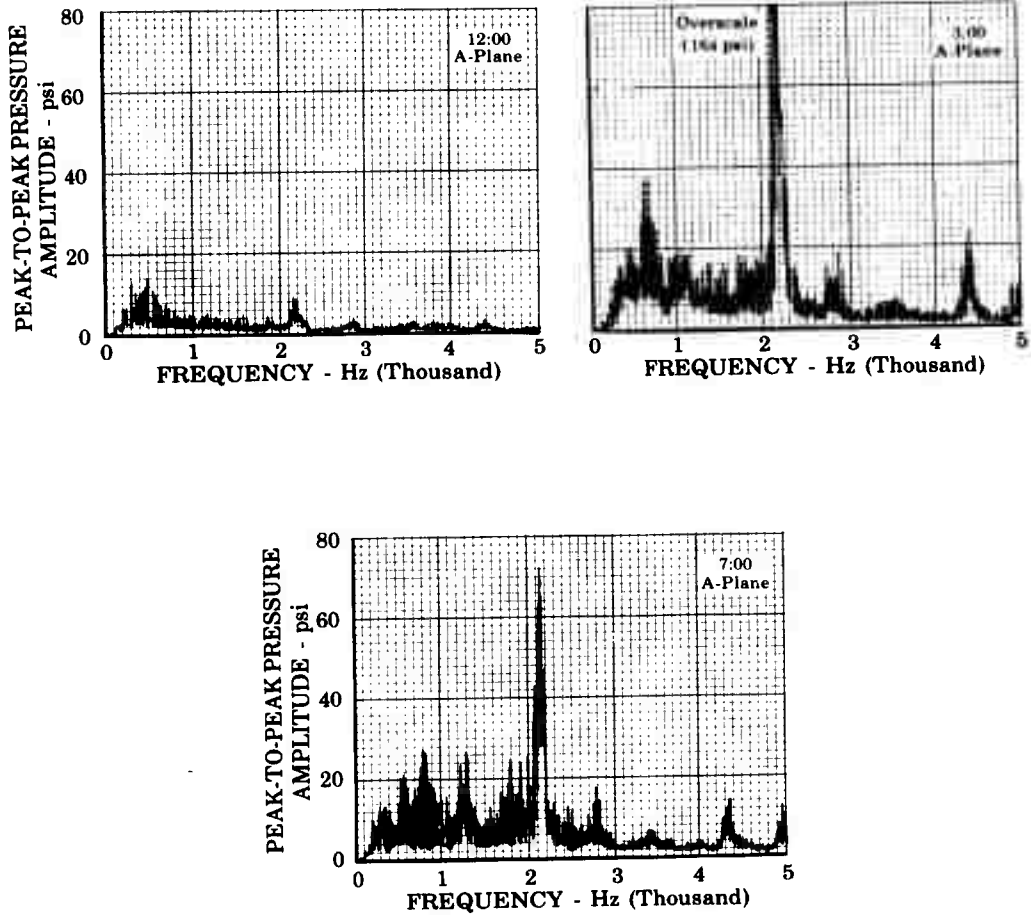 PEAK-TO-PEAK PRESSURE
AMPLITUDE - psi
80
60
40
20
0
12:00
A-Plane
0 1 2 3 4 5
FREQUENCY - Hz (Thousand)
Overscale
(164 psi)
3:00
A-Plane
0 1 2 3 4 5
FREQUENCY - Hz (Thousand)
PEAK-TO-PEAK PRESSURE
AMPLITUDE - psi
80
60
40
20
0
7:00
A-Plane
0 1 2 3 4 5
FREQUENCY - Hz (Thousand)